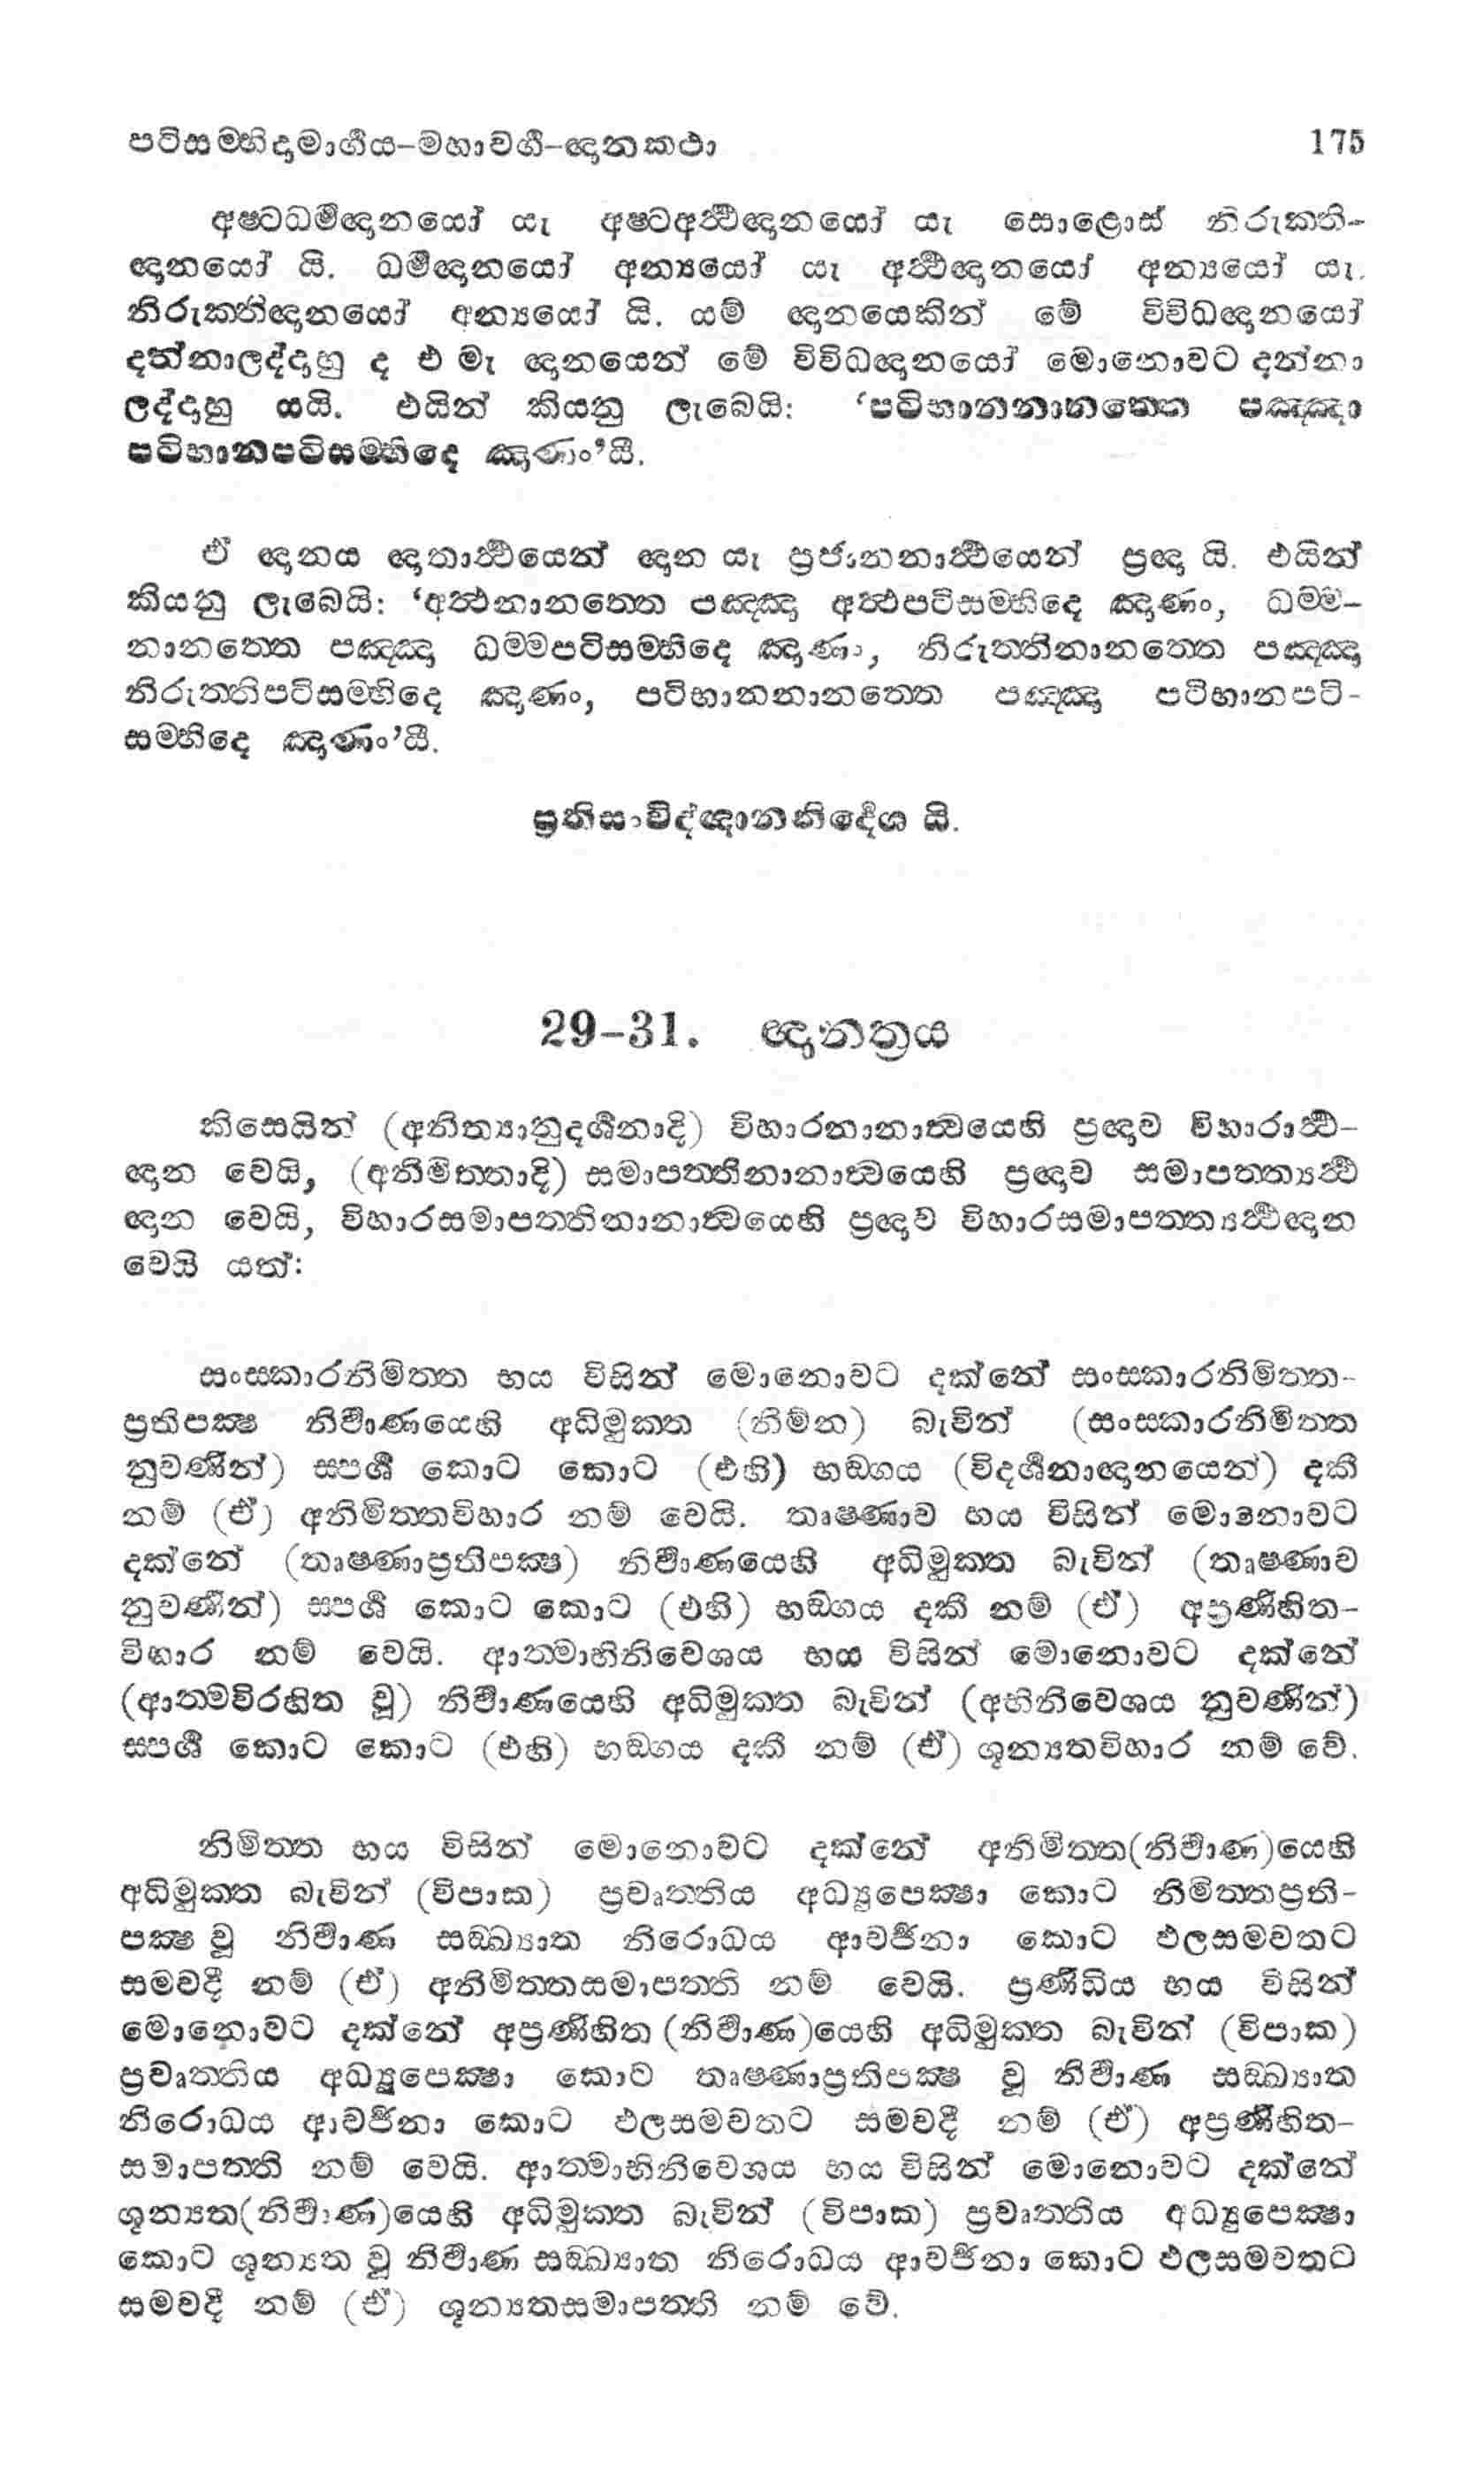 පටිසම්භිදාමාර්ගය-මහාවර්ග-ඥානකථා 175
අෂ්ටධර්මඥානයෝ යැ අෂ්ටඅර්ථඥානයෝ යැ සොළොස් නිරුක්ති-
ඥානයෝ යි. ධර්මඥානයෝ අන්‍යයෝ යැ අර්ථඥානයෝ අන්‍යයෝ යැ.
නිරුක්තිඥානයෝ අන්‍යයෝ යි. යම් ඥානයෙකින් මේ විවිධඥානයෝ
දන්නාලද්දාහු ද එ මැ ඥානයෙන් මේ විවිධඥානයෝ මොනොවට දන්නා
ලද්දාහු යයි. එයින් කියනු ලැබෙයි: ‘පටිභානනානත්තෙ පඤ්ඤා
පටිභානපටිසම්භිදෙ ඤාණං’යී.
ඒ ඥානය ඥාතාර්ථයෙන් ඥාන යැ ප්‍රජානනාර්ථයෙන් ප්‍රඥා යි. එයින්
කියනු ලැබෙයි: ‘අත්ථනානත්තෙ පඤ්ඤා අත්ථපටිසම්භිදෙ ඤාණං, ධම්ම-
නානත්තෙ පඤ්ඤා ධම්මපටිසම්භිදෙ ඤාණං, නිරුත්තිනානත්තෙ පඤ්ඤා
නිරුත්තිපටිසම්භිදෙ ඤාණං, පටිභානනානත්තෙ පඤ්ඤා පටිභානපටි-
සම්භිදෙ ඤාණං’යී.
ප්‍රතිසංවිද්ඥානනිර්දේශ යි.
29-31. ඥානත්‍රය
කිසෙයින් (අනිත්‍යානුදර්ශනාදි) විහාරනානාත්වයෙහි ප්‍රඥාව විහාරාර්ථ-
ඥාන වෙයි, (අනිමිත්තාදි) සමාපත්තිනානාත්වයෙහි ප්‍රඥාව සමාපත්ත්‍යර්ථ
ඥාන වෙයි, විහාරසමාපත්තිනානාත්වයෙහි ප්‍රඥාව විහාරසමාපත්ත්‍යර්ථඥාන
වෙයි යත්:
සංස්කාරනිමිත්ත භය විසින් මොනොවට දක්නේ සංස්කාරනිමිත්ත-
ප්‍රතිපක්ෂ නිර්වාණයෙහි අධිමුක්ත (නිම්න) බැවින් (සංස්කාරනිමිත්ත
නුවණින්) ස්පර්ශ කොට කොට (එහි) භඞ්ගය (විදර්ශනාඥානයෙන්) දකී
නම් (ඒ) අනිමිත්තවිහාර නම් වෙයි. තෘෂ්ණාව භය විසින් මොනොවට
දක්නේ (තෘෂ්ණාප්‍රතිපක්ෂ) නිර්වාණයෙහි අධිමුක්ත බැවින් (තෘෂ්ණාව
නුවණින්) ස්පර්ශ කොට කොට (එහි) භඞ්ගය දකී නම් (ඒ) අප්‍රණිහිත-
විහාර නම් වෙයි. ආත්මාභිනිවෙශය භය විසින් මොනොවට දක්නේ
(ආත්මවිරහිත වූ) නිර්වාණයෙහි අධිමුක්ත බැවින් (අභිනිවෙශය නුවණින්)
ස්පර්ශ කොට කොට (එහි) භඞ්ගය දකී නම් (ඒ) ශූන්‍යතවිහාර නම් වේ.
නිමිත්ත භය විසින් මොනොවට දක්නේ අනිමිත්ත(නිර්වාණ)යෙහි
අධිමුක්ත බැවින් (විපාක) ප්‍රවෘත්තිය අධ්‍යුපෙක්ෂා කොට නිමිත්තප්‍රති-
පක්ෂ වූ නිර්වාණ සඞ්ඛ්‍යාත නිරොධය ආවර්ජනා කොට ඵලසමවතට
සමවදී නම් (ඒ) අනිමිත්තසමාපත්ති නම් වෙයි. ප්‍රණිධිය භය විසින්
මොනොවට දක්නේ අප්‍රණිහිත (නිර්වාණ)යෙහි අධිමුක්ත බැවින් (විපාක)
ප්‍රවෘත්තිය අධ්‍යුපෙක්ෂා කොට තෘෂ්ණාප්‍රතිපක්ෂ වූ නිර්වාණ සඞ්ඛ්‍යාත
නිරොධය ආවර්ජනා කොට ඵලසමවතට සමවදී නම් (ඒ) අප්‍රණිහිත-
සමාපත්ති නම් වෙයි. ආත්මාභිනිවෙශය භය විසින් මොනොවට දක්නේ
ශූන්‍යත(නිර්වාණ)යෙහි අධිමුක්ත බැවින් (විපාක) ප්‍රවෘත්තිය අධ්‍යුපෙක්ෂා
කොට ශූන්‍යත වූ නිර්වාණ සඞ්ඛ්‍යාත නිරොධය ආවර්ජනා කොට ඵලසමවතට
සමවදී නම් (ඒ) ශූන්‍යතසමාපත්ති නම් වේ.